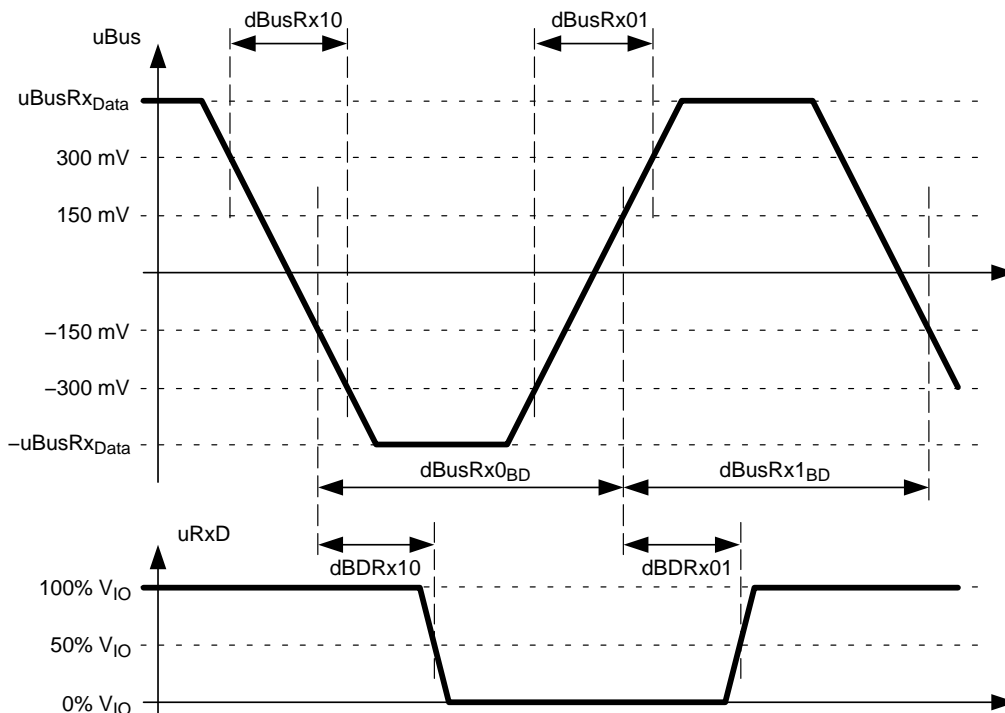 dBusRx10 dBusRx01
uBus
uBusRxData
300 mV
150 mV
–150 mV
–300 mV
–uBusRxData
dBusRx0BD dBusRx1BD
uRxD
dBDRx10 dBDRx01
100% VIO
50% VIO
0% VIO